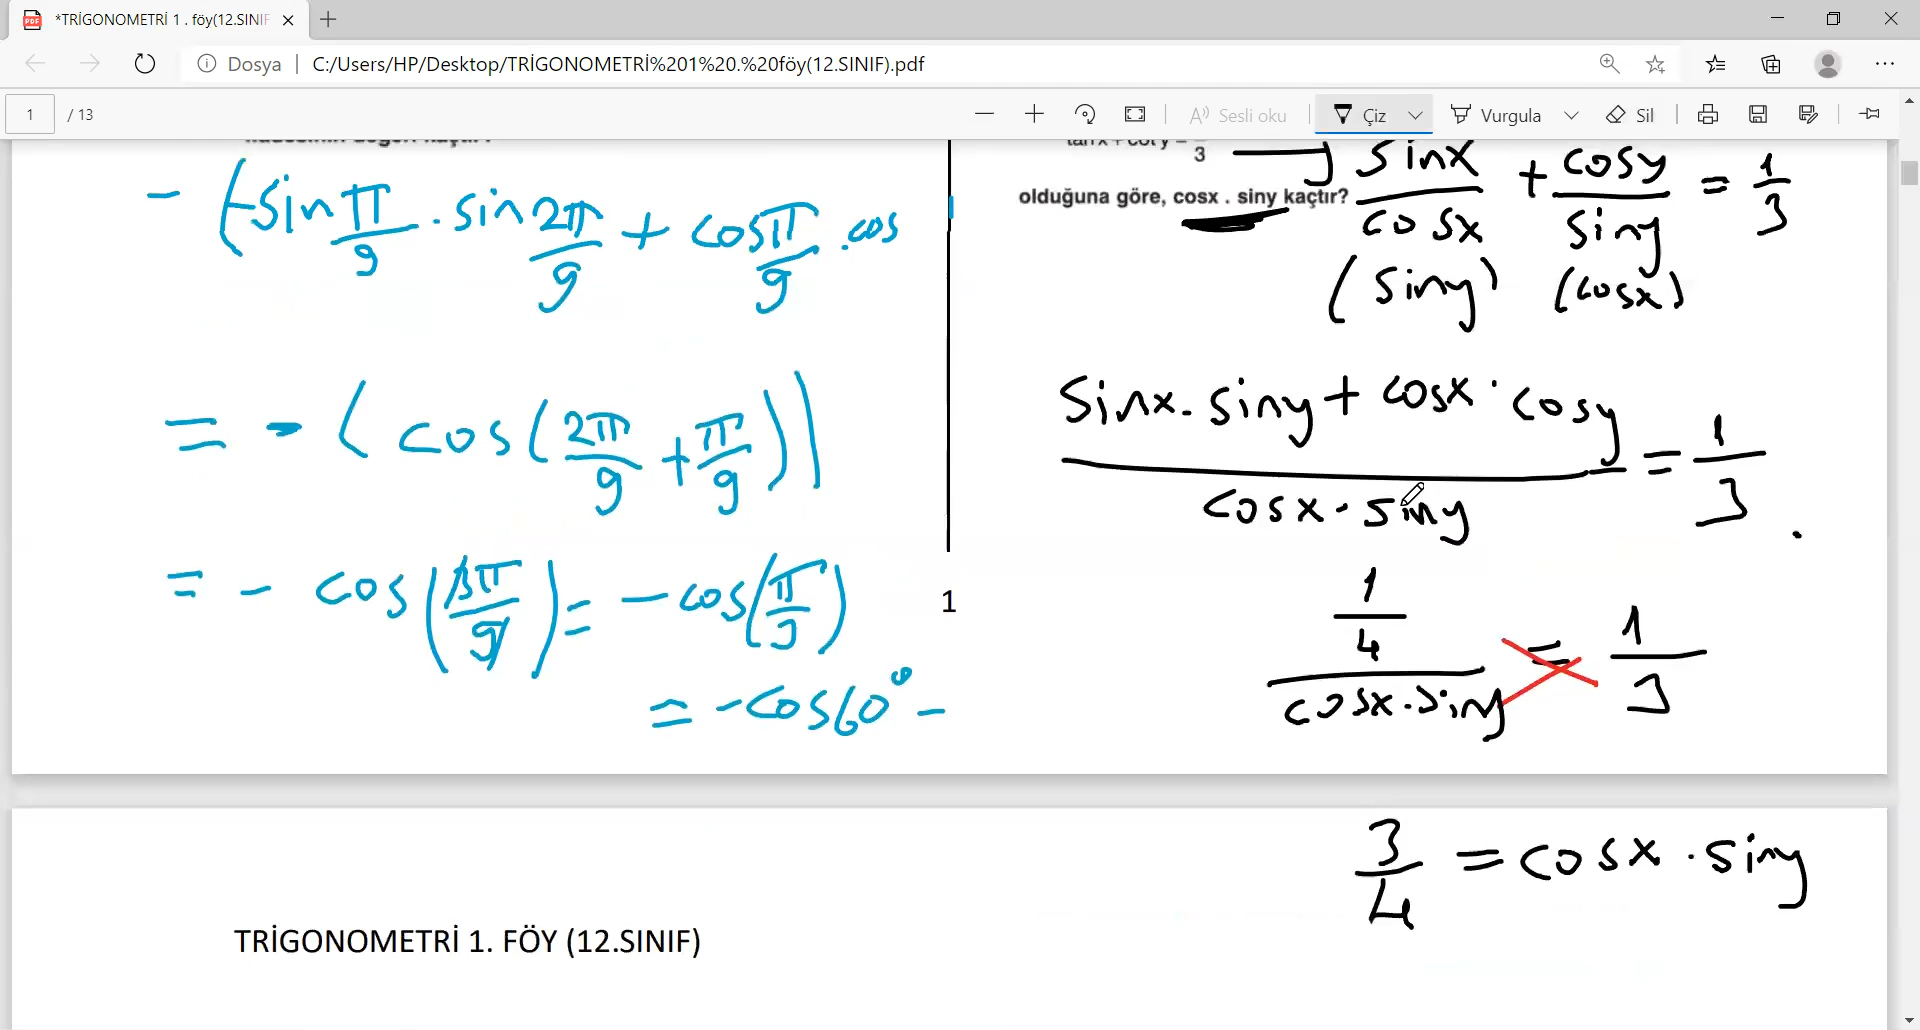 *TRİGONOMETRİ 1 . föy(12.SINIF
Dosya | C:/Users/HP/Desktop/TRİGONOMETRİ%201%20.%20föy(12.SINIF).pdf
1 / 13
Sesli oku
Çiz
Vurgula
Sil
- (-sin π/9 . sin 2π/9 + cos π/9 . cos
= - (cos(2π/9 + π/9))
= - cos(3π/9) = - cos(π/3)
= - cos60° -
1
3
olduğuna göre, cosx . siny kaçtır?
sinx/cosx + cosy/siny = 1/3
(siny) (cosx)
sinx . siny + cosx . cosy / cosx . siny = 1/3 .
1/4 / cosx . siny = 1/3
3/4 = cosx . siny
TRİGONOMETRİ 1. FÖY (12.SINIF)